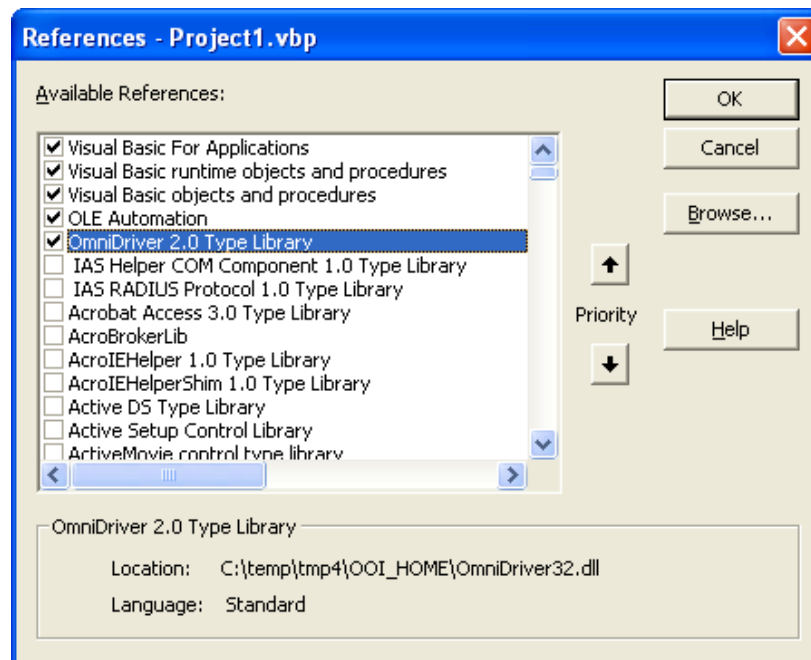 References - Project1.vbp
Available References:
OK
Cancel
Browse...
Help
Visual Basic For Applications
Visual Basic runtime objects and procedures
Visual Basic objects and procedures
OLE Automation
OmniDriver 2.0 Type Library
IAS Helper COM Component 1.0 Type Library
IAS RADIUS Protocol 1.0 Type Library
Acrobat Access 3.0 Type Library
AcroBrokerLib
AcroIEHelper 1.0 Type Library
AcroIEHelperShim 1.0 Type Library
Active DS Type Library
Active Setup Control Library
ActiveMovie control type library
Priority
OmniDriver 2.0 Type Library
Location: C:\temp\tmp4\OOI_HOME\OmniDriver32.dll
Language: Standard